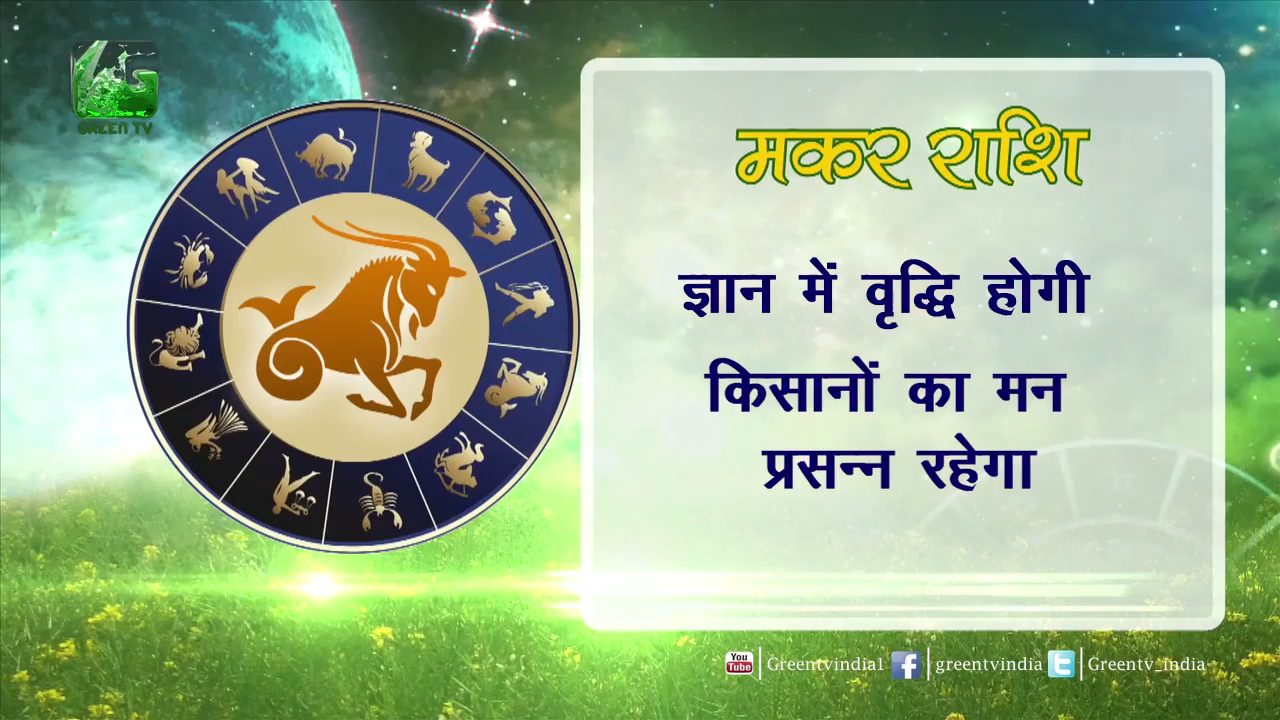 GREEN TV
मकर राशि
ज्ञान में वृद्धि होगी
किसानों का मन
प्रसन्न रहेगा
You Tube Greentvindia1 f greentvindia t Greentv_india